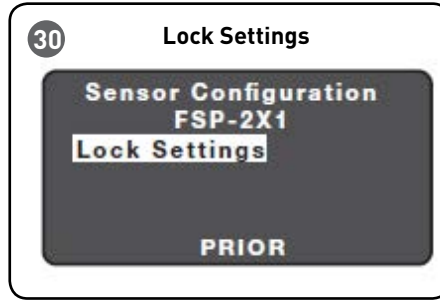 30
Lock Settings
Sensor Configuration
FSP-2X1
Lock Settings
PRIOR